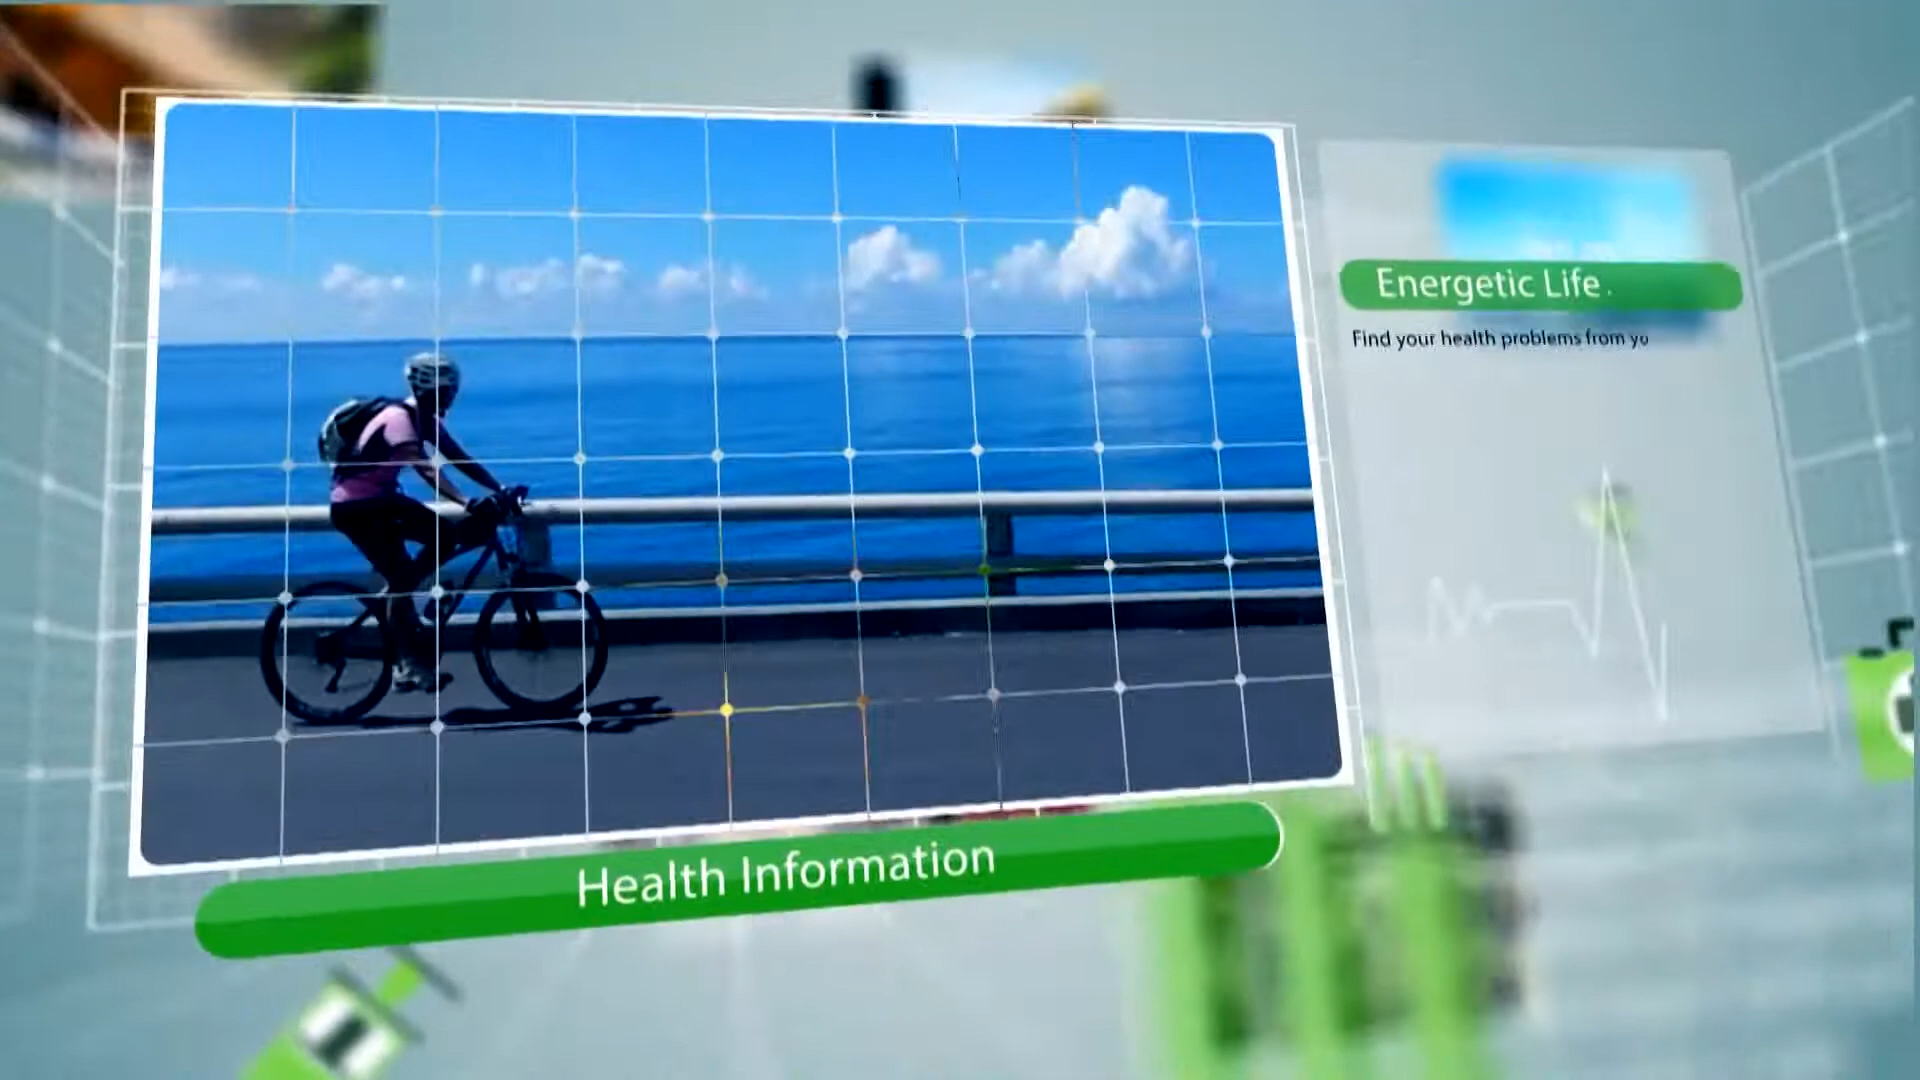 Energetic Life.
Find your health problems from yo
Health Information